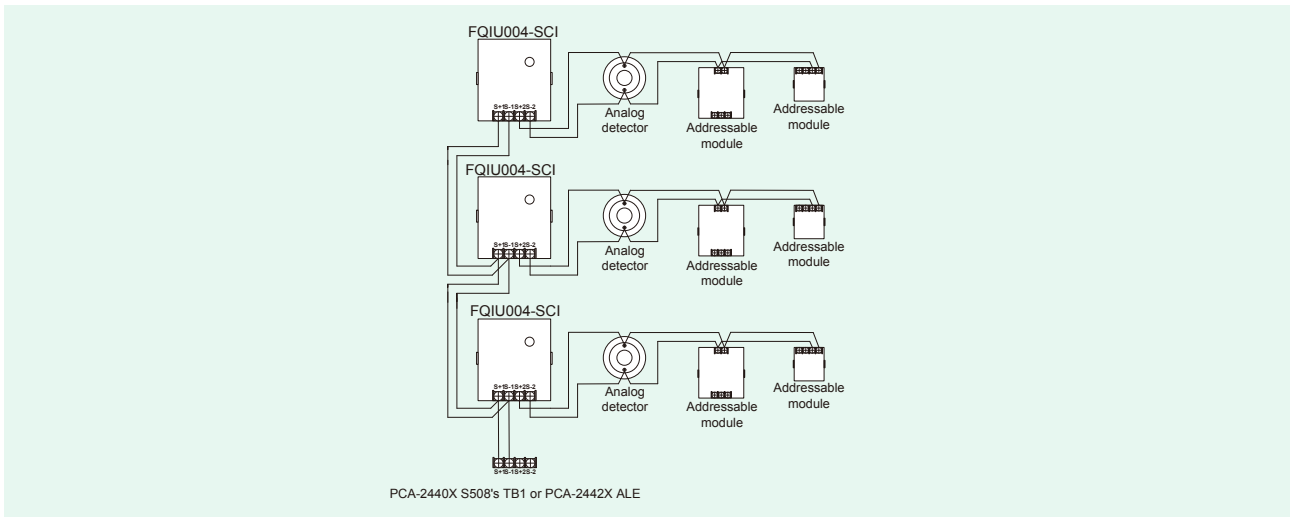 FQIU004-SCI
S+1S-1S+2S-2
Analog
detector
Addressable
module
Addressable
module
FQIU004-SCI
S+1S-1S+2S-2
Analog
detector
Addressable
module
Addressable
module
FQIU004-SCI
S+1S-1S+2S-2
Analog
detector
Addressable
module
Addressable
module
S+1S-1S+2S-2
PCA-2440X S508's TB1 or PCA-2442X ALE